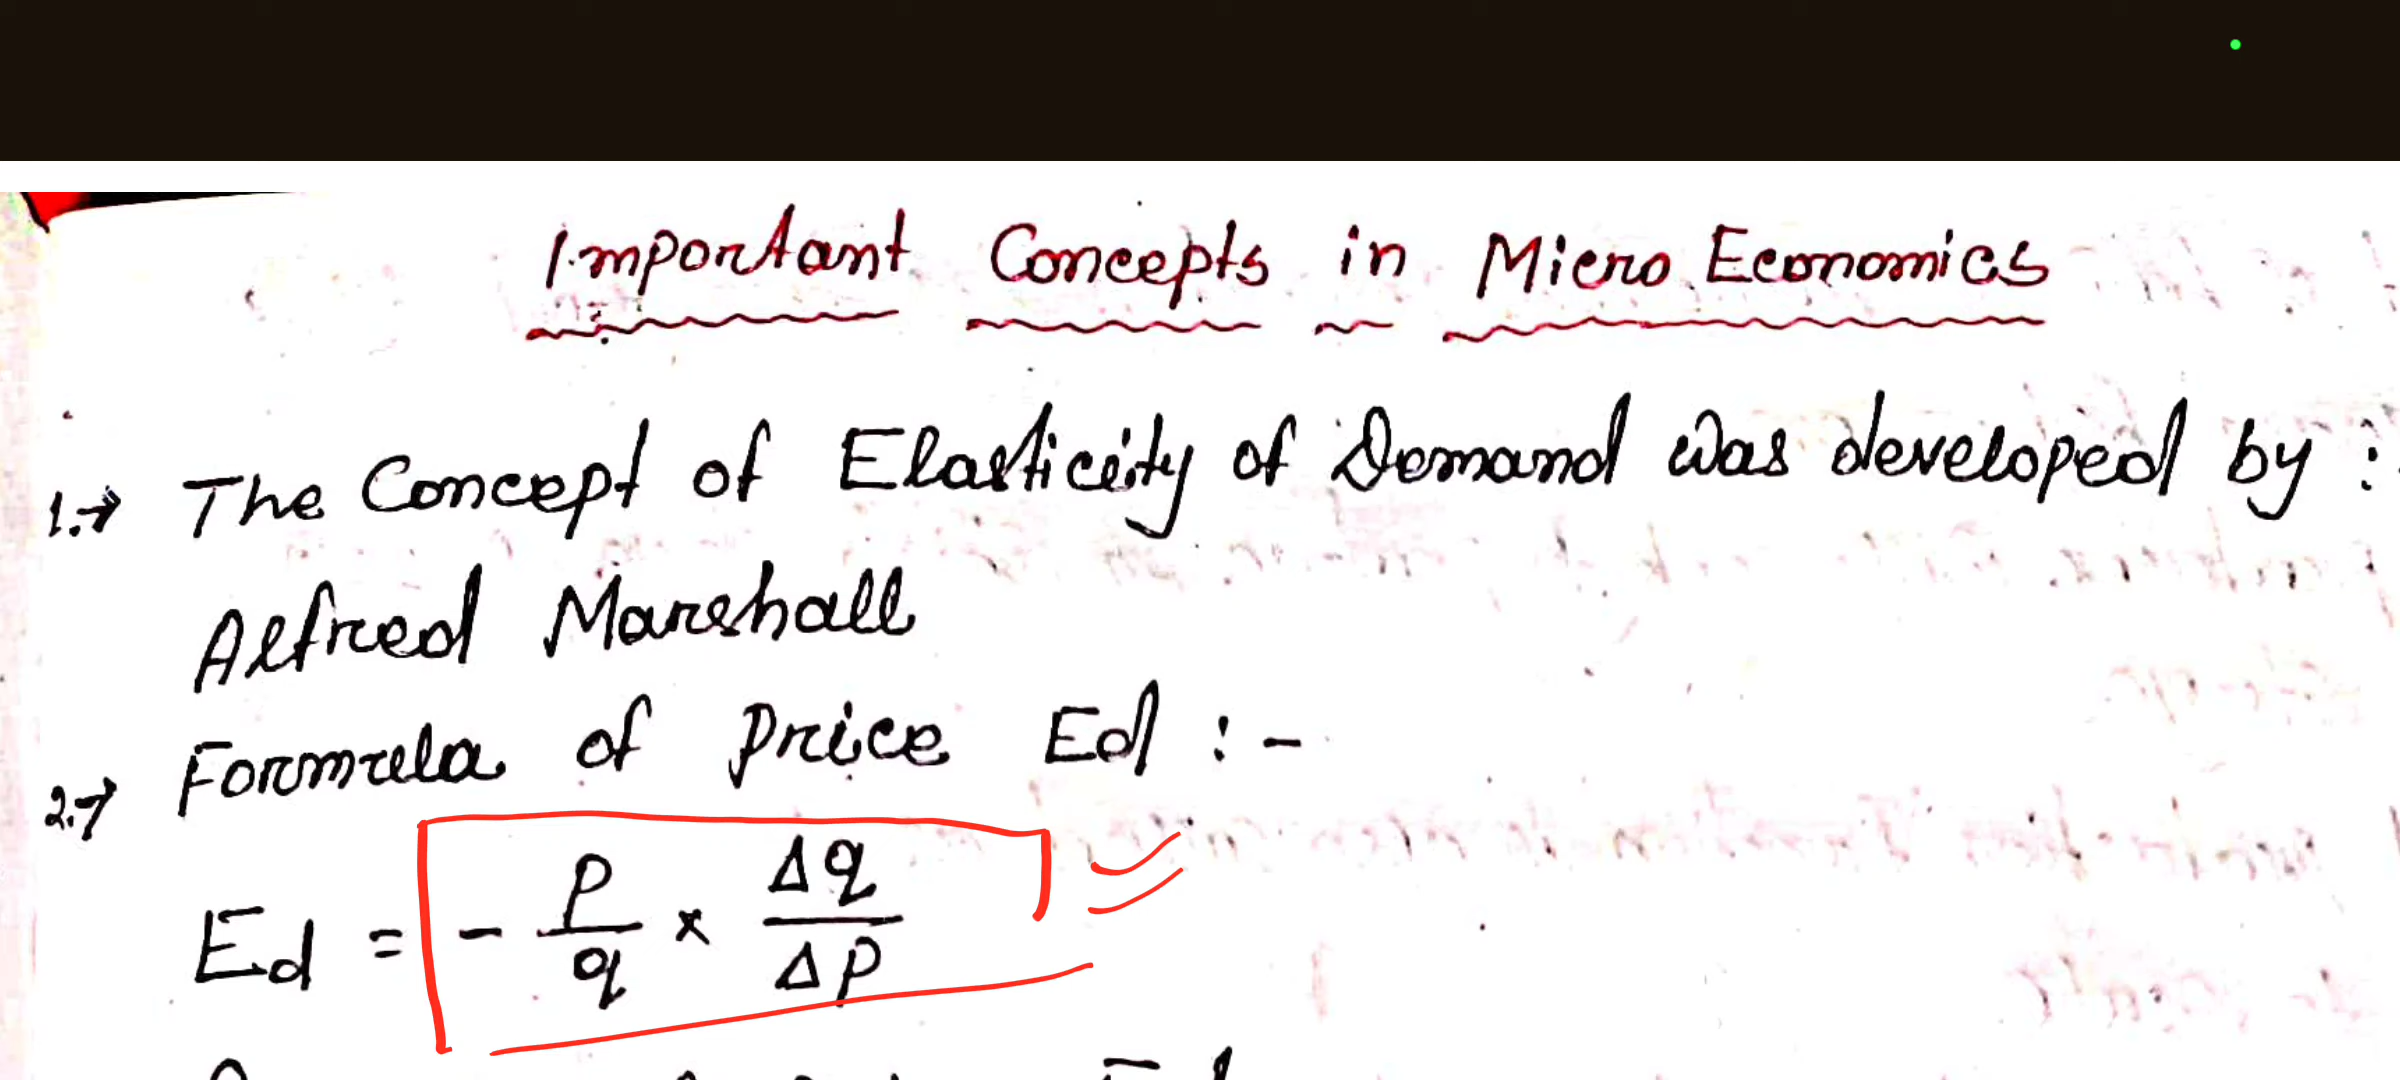 Important Concepts in Micro Economics
1.→ The Concept of Elasticity of Demand was developed by :
Alfred Marshall
2.→ Formula of Price Ed : -
Ed = - P/q × Δq/ΔP